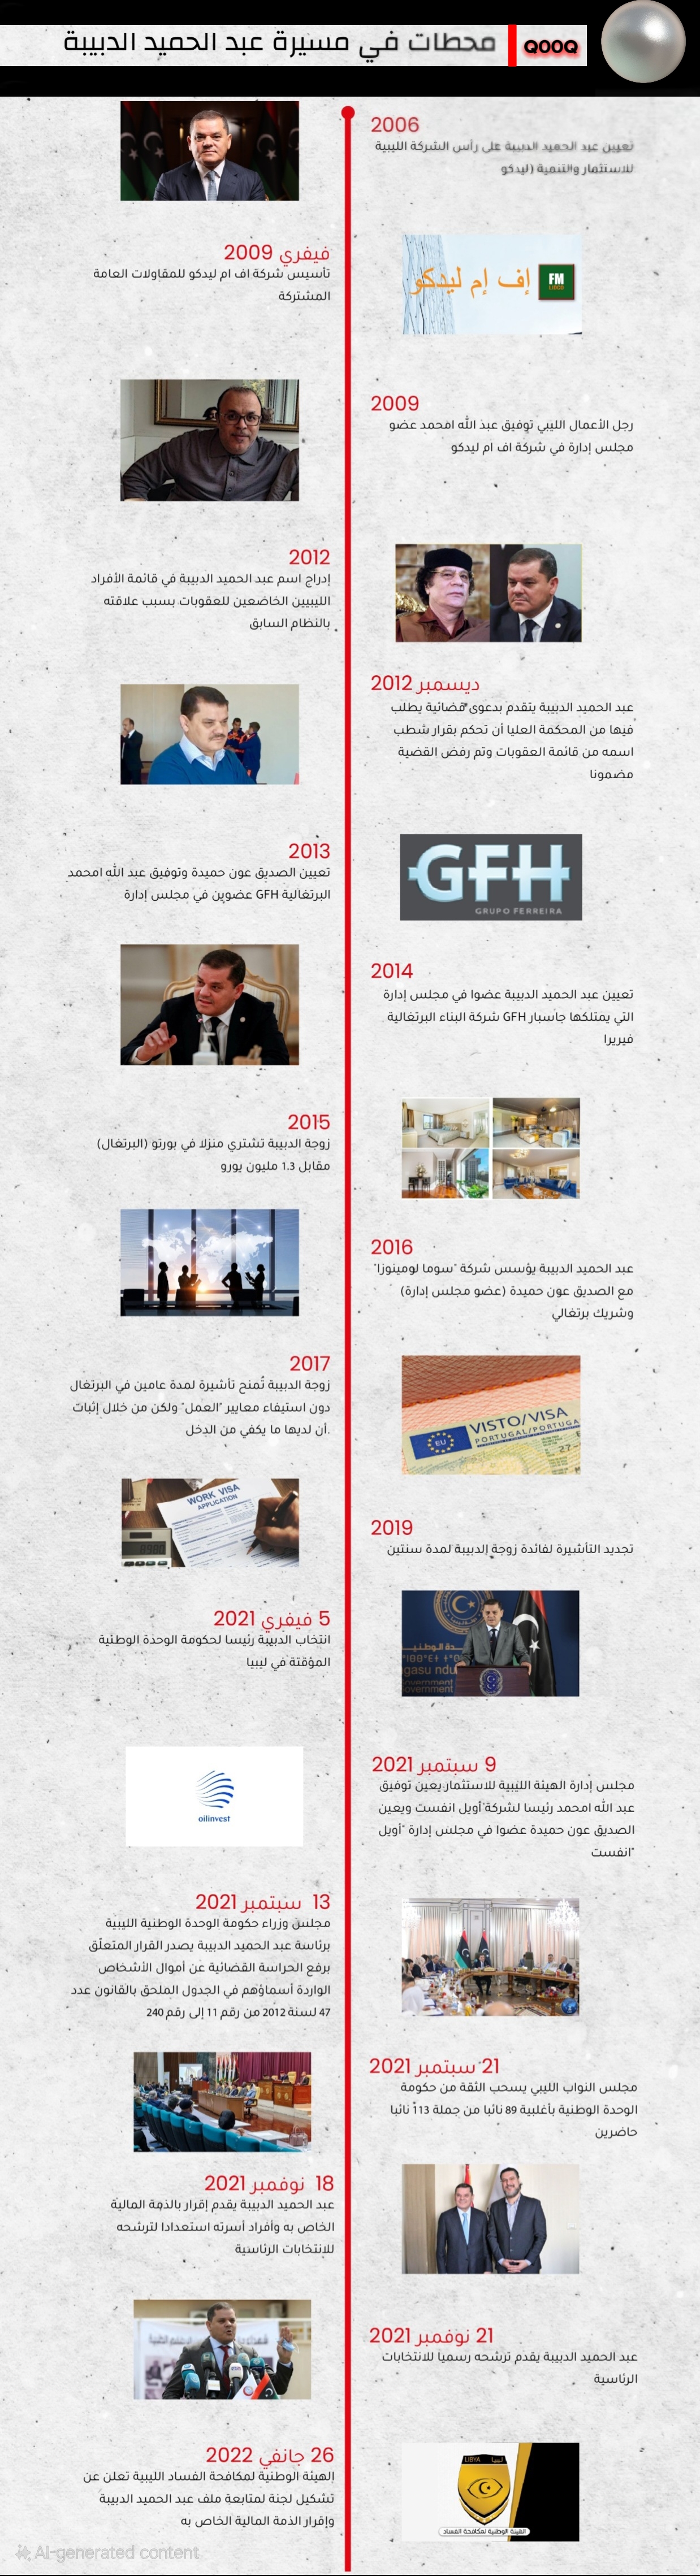 محطات في مسيرة عبد الحميد الدبيبة
QOOQ
2006
تعيين عبد الحميد الدبيبة على رأس الشركة الليبية
للاستثمار والتنمية (ليدكو
فيفري 2009
تأسيس شركة اف ام ليدكو للمقاولات العامة
المشتركة
إف إم ليدكو
FM
LIDCO
2009
رجل الأعمال الليبي توفيق عبد الله امحمد عضو
مجلس إدارة في شركة اف ام ليدكو
2012
إدراج اسم عبد الحميد الدبيبة في قائمة الأفراد
الليبيين الخاضعين للعقوبات بسبب علاقته
بالنظام السابق
ديسمبر 2012
عبد الحميد الدبيبة يتقدم بدعوى قضائية يطلب
فيها من المحكمة العليا أن تحكم بقرار شطب
اسمه من قائمة العقوبات وتم رفض القضية
مضمونا
2013
تعيين الصديق عون حميدة وتوفيق عبد الله امحمد
البرتغالية GFH عضوين في مجلس إدارة
GFH
GRUPO FERREIRA
2014
تعيين عبد الحميد الدبيبة عضوا في مجلس إدارة
التي يمتلكها جاسبار GFH شركة البناء البرتغالية
فيريرا
2015
زوجة الدبيبة تشتري منزلا في بورتو (البرتغال)
مقابل 1.3 مليون يورو
2016
عبد الحميد الدبيبة يؤسس شركة "سوما لومينوزا"
مع الصديق عون حميدة (عضو مجلس إدارة)
وشريك برتغالي
2017
زوجة الدبيبة تُمنح تأشيرة لمدة عامين في البرتغال
دون استيفاء معايير "العمل" ولكن من خلال إثبات
.أن لديها ما يكفي من الدخل
VISTO/VISA
EU
PORTUGAL/PORTUGA
WORK VISA
APPLICATION
2019
تجديد التأشيرة لفائدة زوجة الدبيبة لمدة سنتين
5 فيفري 2021
انتخاب الدبيبة رئيسا لحكومة الوحدة الوطنية
المؤقتة في ليبيا
gasu ndu
overnment
9 سبتمبر 2021
مجلس إدارة الهيئة الليبية للاستثمار يعين توفيق
عبد الله امحمد رئيسا لشركة أويل انفست ويعين
الصديق عون حميدة عضوا في مجلس إدارة "أويل
"انفست
oilinvest
13 سبتمبر 2021
مجلس وزراء حكومة الوحدة الوطنية الليبية
برئاسة عبد الحميد الدبيبة يصدر القرار المتعلّق
برفع الحراسة القضائية عن أموال الأشخاص
الواردة أسماؤهم في الجدول الملحق بالقانون عدد
47 لسنة 2012 من رقم 11 إلى رقم 240
21 سبتمبر 2021
مجلس النواب الليبي يسحب الثقة من حكومة
الوحدة الوطنية بأغلبية 89 نائبا من جملة 113 نائبا
حاضرين
18 نوفمبر 2021
عبد الحميد الدبيبة يقدم إقرار بالذمة المالية
الخاص به وأفراد أسرته استعدادا لترشحه
للانتخابات الرئاسية
21 نوفمبر 2021
عبد الحميد الدبيبة يقدم ترشحه رسميا للانتخابات
الرئاسية
26 جانفي 2022
الهيئة الوطنية لمكافحة الفساد الليبية تعلن عن
تشكيل لجنة لمتابعة ملف عبد الحميد الدبيبة
وإقرار الذمة المالية الخاص به
LIBYA ليبيا
الهيئة الوطنية لمكافحة الفساد
AI-generated content